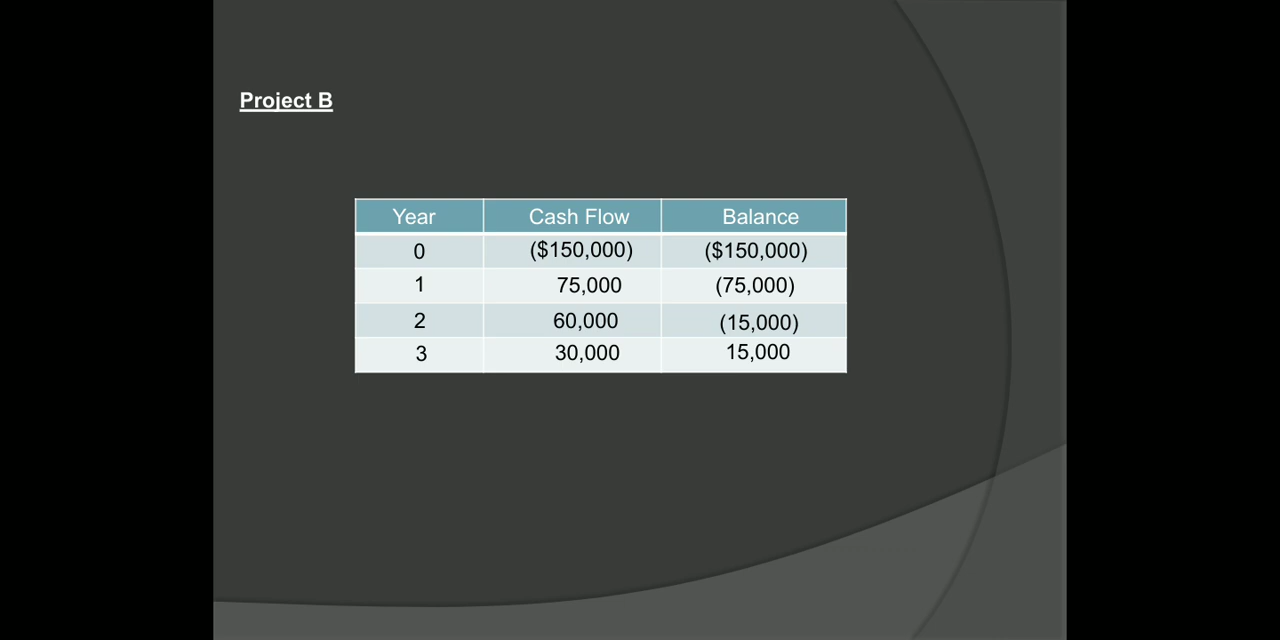 Project B
Year Cash Flow Balance
0 ($150,000) ($150,000)
1 75,000 (75,000)
2 60,000 (15,000)
3 30,000 15,000